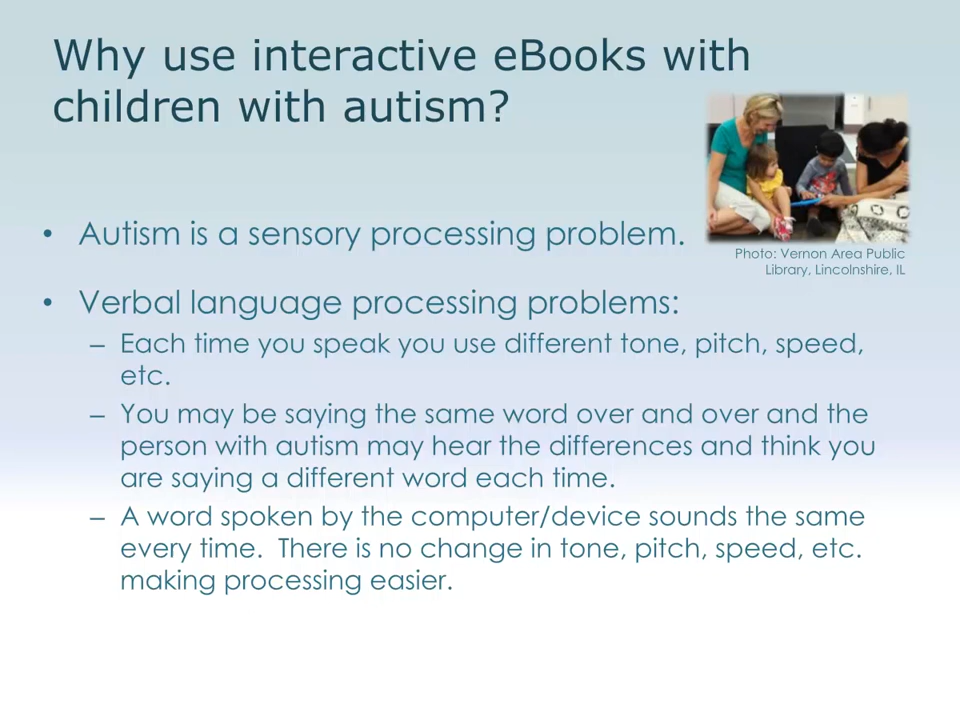 Why use interactive eBooks with
children with autism?
• Autism is a sensory processing problem.
Photo: Vernon Area Public
Library, Lincolnshire, IL
• Verbal language processing problems:
– Each time you speak you use different tone, pitch, speed,
etc.
– You may be saying the same word over and over and the
person with autism may hear the differences and think you
are saying a different word each time.
– A word spoken by the computer/device sounds the same
every time. There is no change in tone, pitch, speed, etc.
making processing easier.